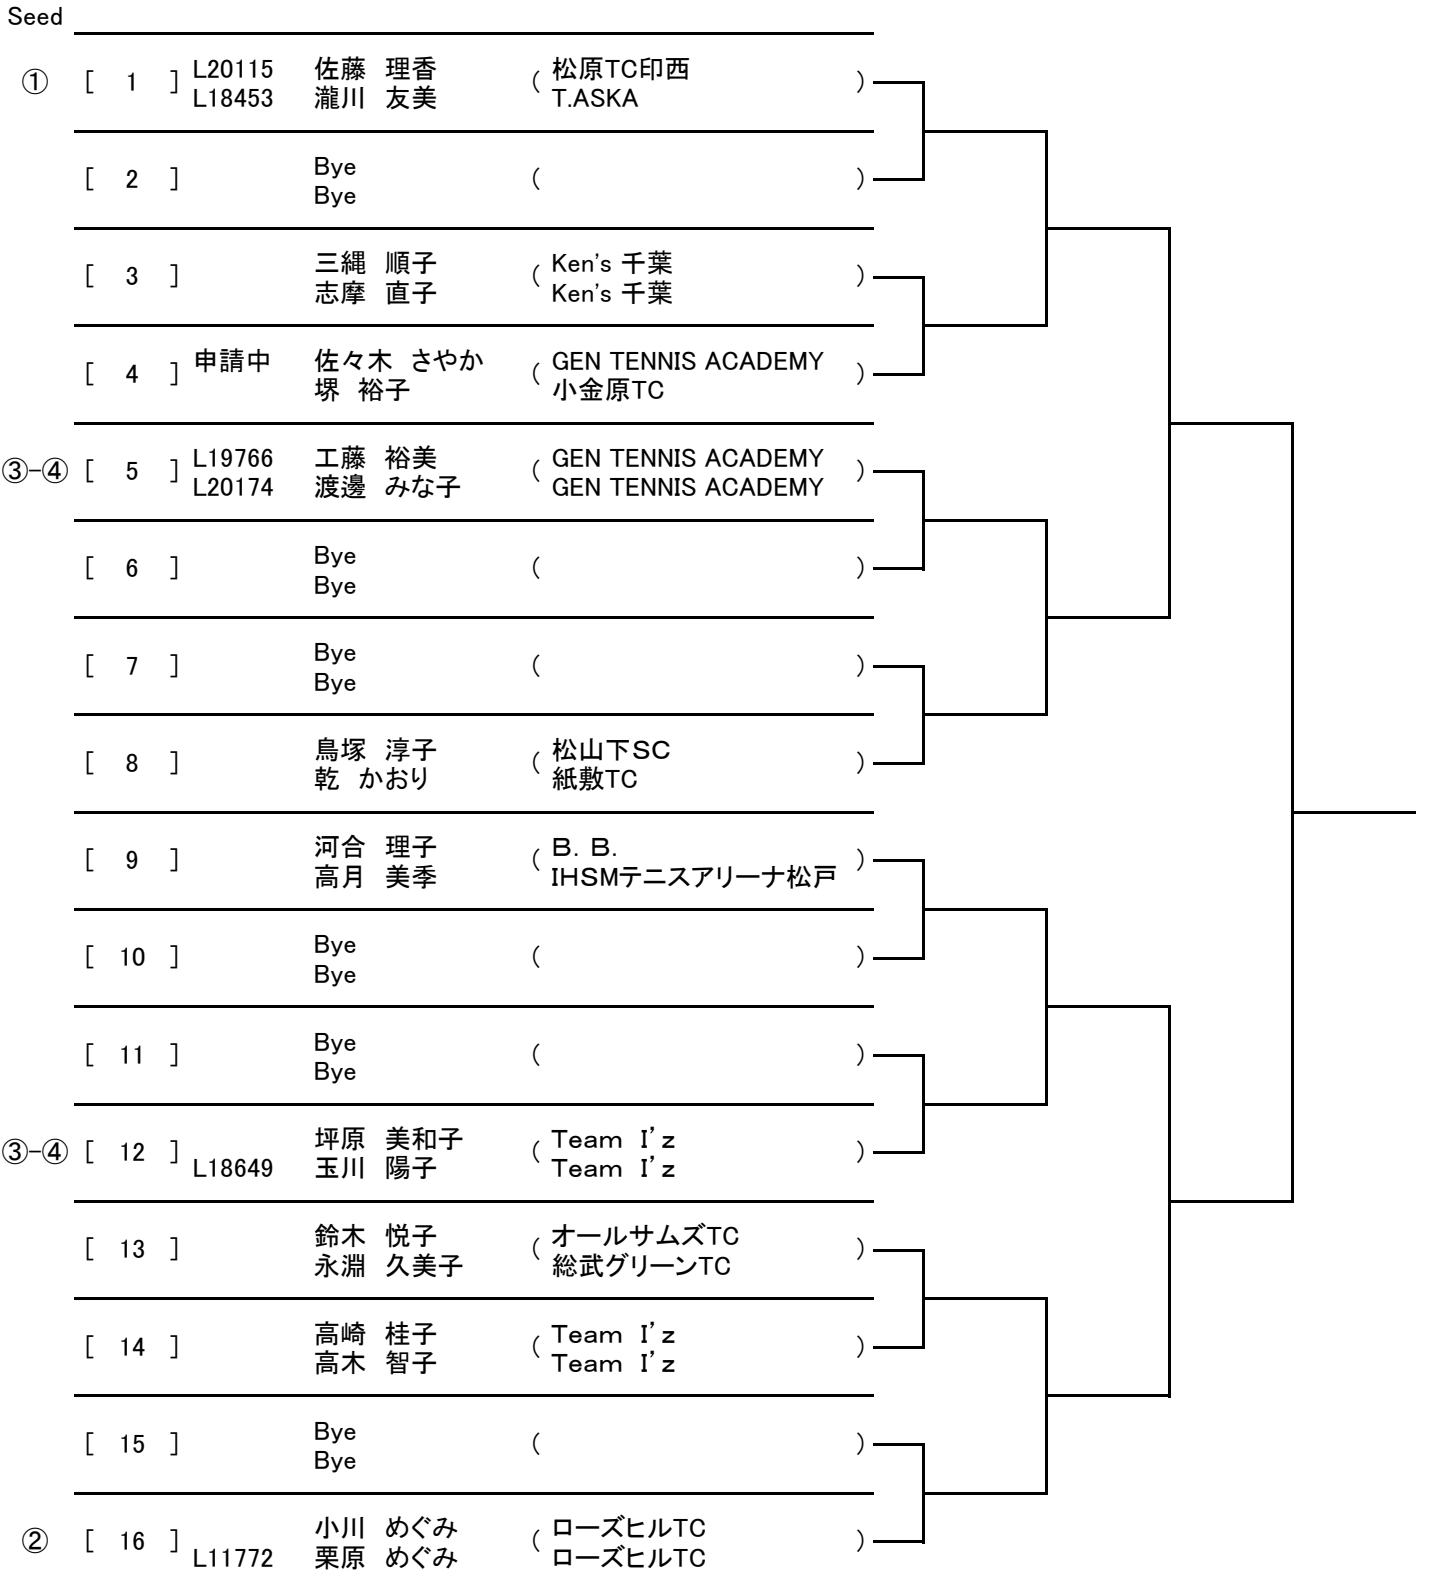 Seed
① [ 1 ] L20115 佐藤 理香 ( 松原TC印西 )
L18453 瀧川 友美 T.ASKA
[ 2 ] Bye ( )
Bye
[ 3 ] 三縄 順子 ( Ken's 千葉 )
志摩 直子 Ken's 千葉
[ 4 ] 申請中 佐々木 さやか ( GEN TENNIS ACADEMY )
堺 裕子 小金原TC
③-④ [ 5 ] L19766 工藤 裕美 ( GEN TENNIS ACADEMY )
L20174 渡邊 みな子 GEN TENNIS ACADEMY
[ 6 ] Bye ( )
Bye
[ 7 ] Bye ( )
Bye
[ 8 ] 鳥塚 淳子 ( 松山下SC )
乾 かおり 紙敷TC
[ 9 ] 河合 理子 ( B. B. )
高月 美季 IHSMテニスアリーナ松戸
[ 10 ] Bye ( )
Bye
[ 11 ] Bye ( )
Bye
③-④ [ 12 ] 坪原 美和子 ( Team I'z )
L18649 玉川 陽子 Team I'z
[ 13 ] 鈴木 悦子 ( オールサムズTC )
永淵 久美子 総武グリーンTC
[ 14 ] 高崎 桂子 ( Team I'z )
高木 智子 Team I'z
[ 15 ] Bye ( )
Bye
② [ 16 ] 小川 めぐみ ( ローズヒルTC )
L11772 栗原 めぐみ ローズヒルTC